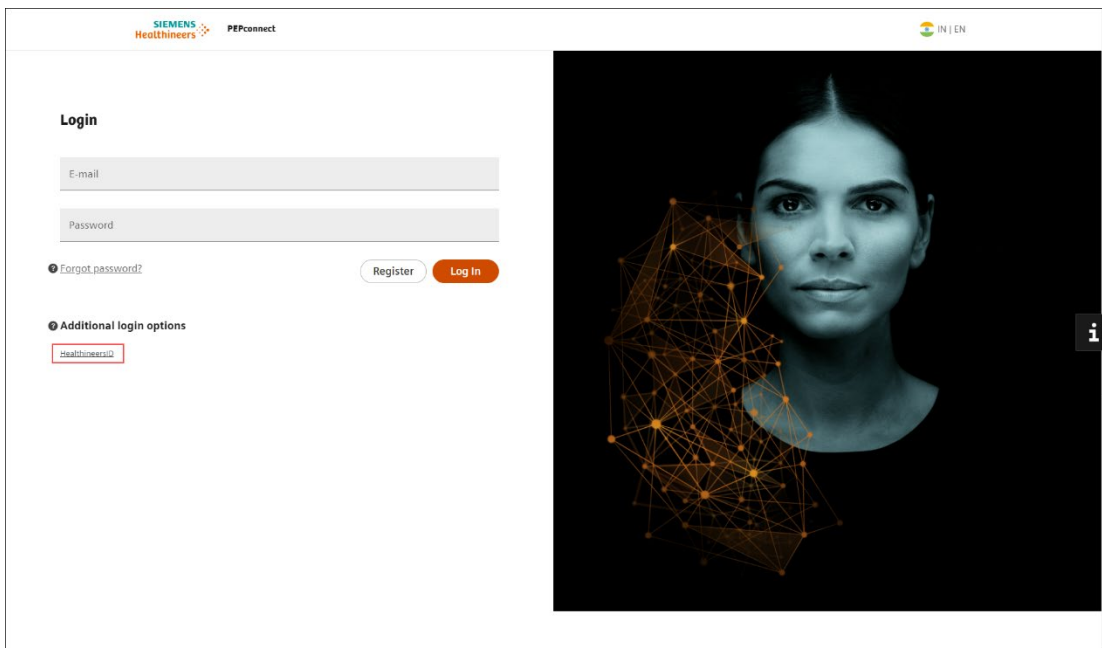 SIEMENS
Healthineers
PEPconnect
IN | EN
Login
E-mail
Password
Forgot password?
Register
Log In
Additional login options
HealthineersID
i